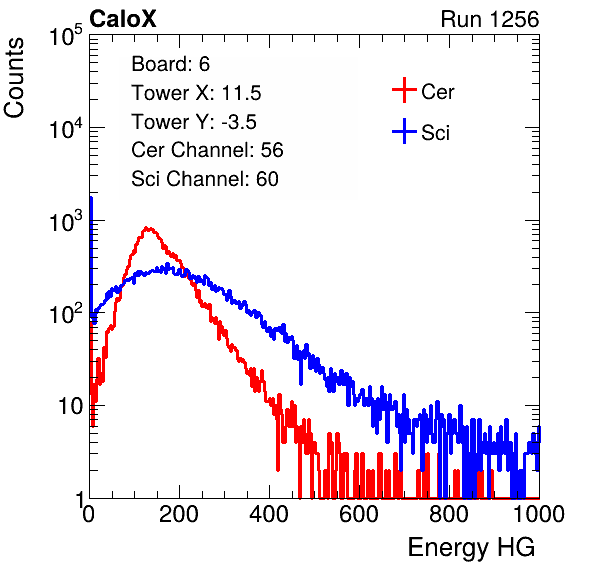 CaloX Run 1256
Counts
10^5
10^4
10^3
10^2
10
1
Board: 6
Tower X: 11.5
Tower Y: -3.5
Cer Channel: 56
Sci Channel: 60
Cer
Sci
0 200 400 600 800 1000
Energy HG